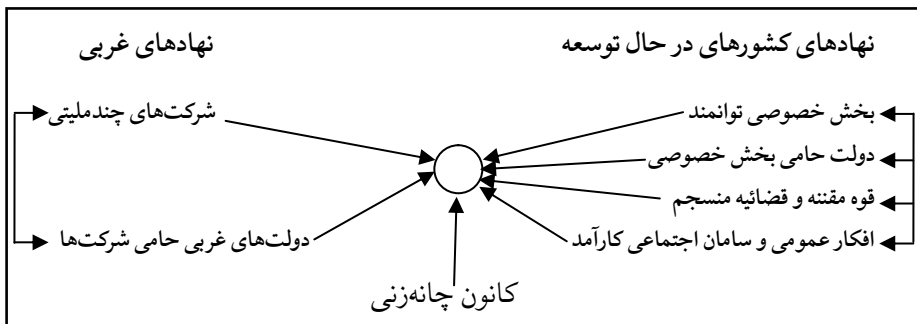 نهادهای کشورهای در حال توسعه
بخش خصوصی توانمند
دولت حامی بخش خصوصی
قوه مقننه و قضائیه منسجم
افکار عمومی و سامان اجتماعی کارآمد
نهادهای غربی
شرکت‌های چندملیتی
دولت‌های غربی حامی شرکت‌ها
کانون چانه‌زنی